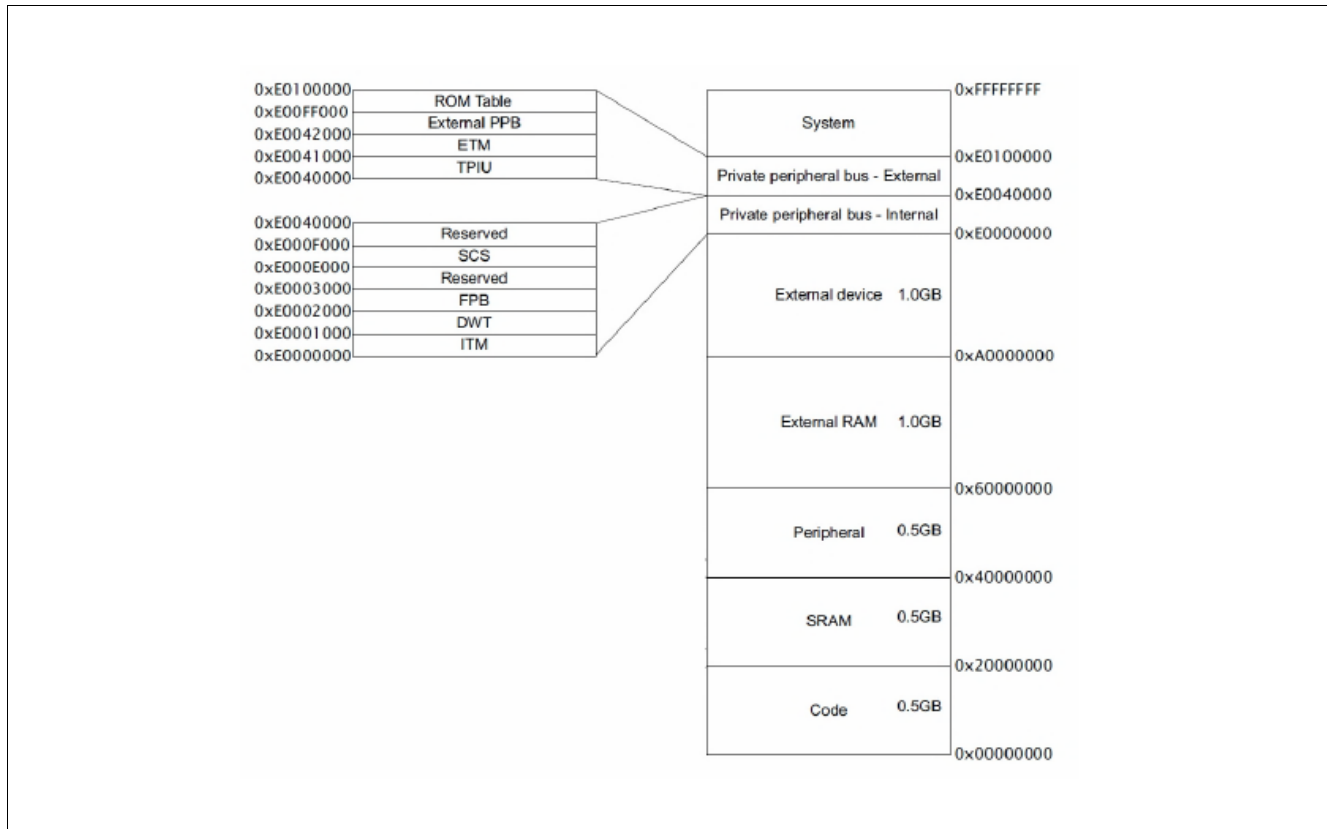 0xE0100000
ROM Table
0xE00FF000
External PPB
0xE0042000
ETM
0xE0041000
TPIU
0xE0040000
0xE0040000
Reserved
0xE000F000
SCS
0xE000E000
Reserved
0xE0003000
FPB
0xE0002000
DWT
0xE0001000
ITM
0xE0000000
0xFFFFFFFF
System
0xE0100000
Private peripheral bus - External
0xE0040000
Private peripheral bus - Internal
0xE0000000
External device 1.0GB
0xA0000000
External RAM 1.0GB
0x60000000
Peripheral 0.5GB
0x40000000
SRAM 0.5GB
0x20000000
Code 0.5GB
0x00000000